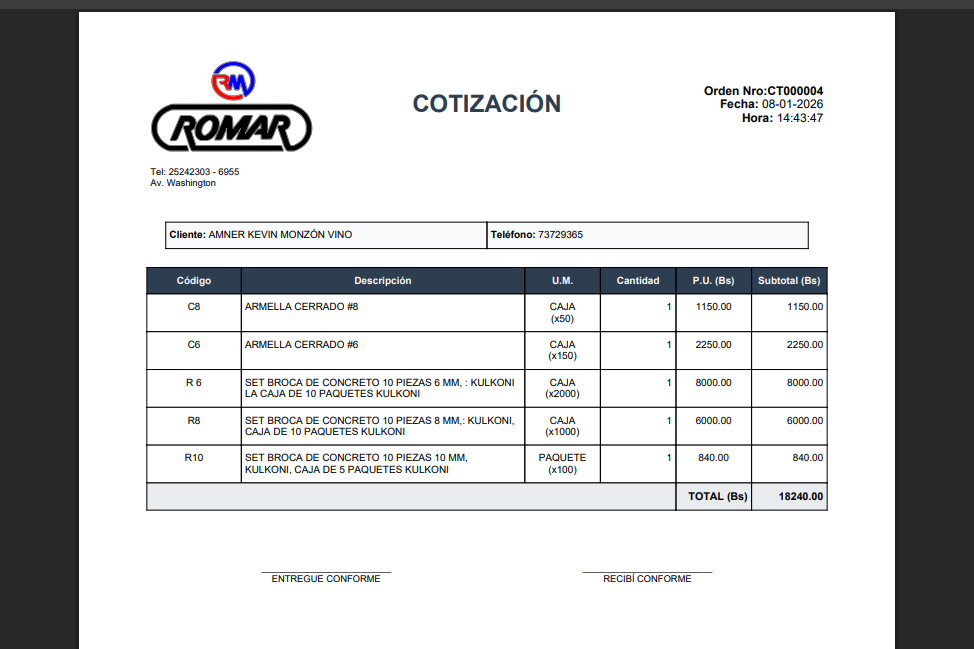 RM
ROMAR
COTIZACIÓN
Orden Nro:CT000004
Fecha: 08-01-2026
Hora: 14:43:47
Tel: 25242303 - 6955
Av. Washington
Cliente: AMNER KEVIN MONZÓN VINO
Teléfono: 73729365
Código Descripción U.M. Cantidad P.U. (Bs) Subtotal (Bs)
C8 ARMELLA CERRADO #8 CAJA 1 1150.00 1150.00
(x50)
C6 ARMELLA CERRADO #6 CAJA 1 2250.00 2250.00
(x150)
R 6 SET BROCA DE CONCRETO 10 PIEZAS 6 MM, : KULKONI CAJA 1 8000.00 8000.00
LA CAJA DE 10 PAQUETES KULKONI (x2000)
R8 SET BROCA DE CONCRETO 10 PIEZAS 8 MM,: KULKONI, CAJA 1 6000.00 6000.00
CAJA DE 10 PAQUETES KULKONI (x1000)
R10 SET BROCA DE CONCRETO 10 PIEZAS 10 MM, PAQUETE 1 840.00 840.00
KULKONI, CAJA DE 5 PAQUETES KULKONI (x100)
TOTAL (Bs) 18240.00
ENTREGUE CONFORME
RECIBÍ CONFORME